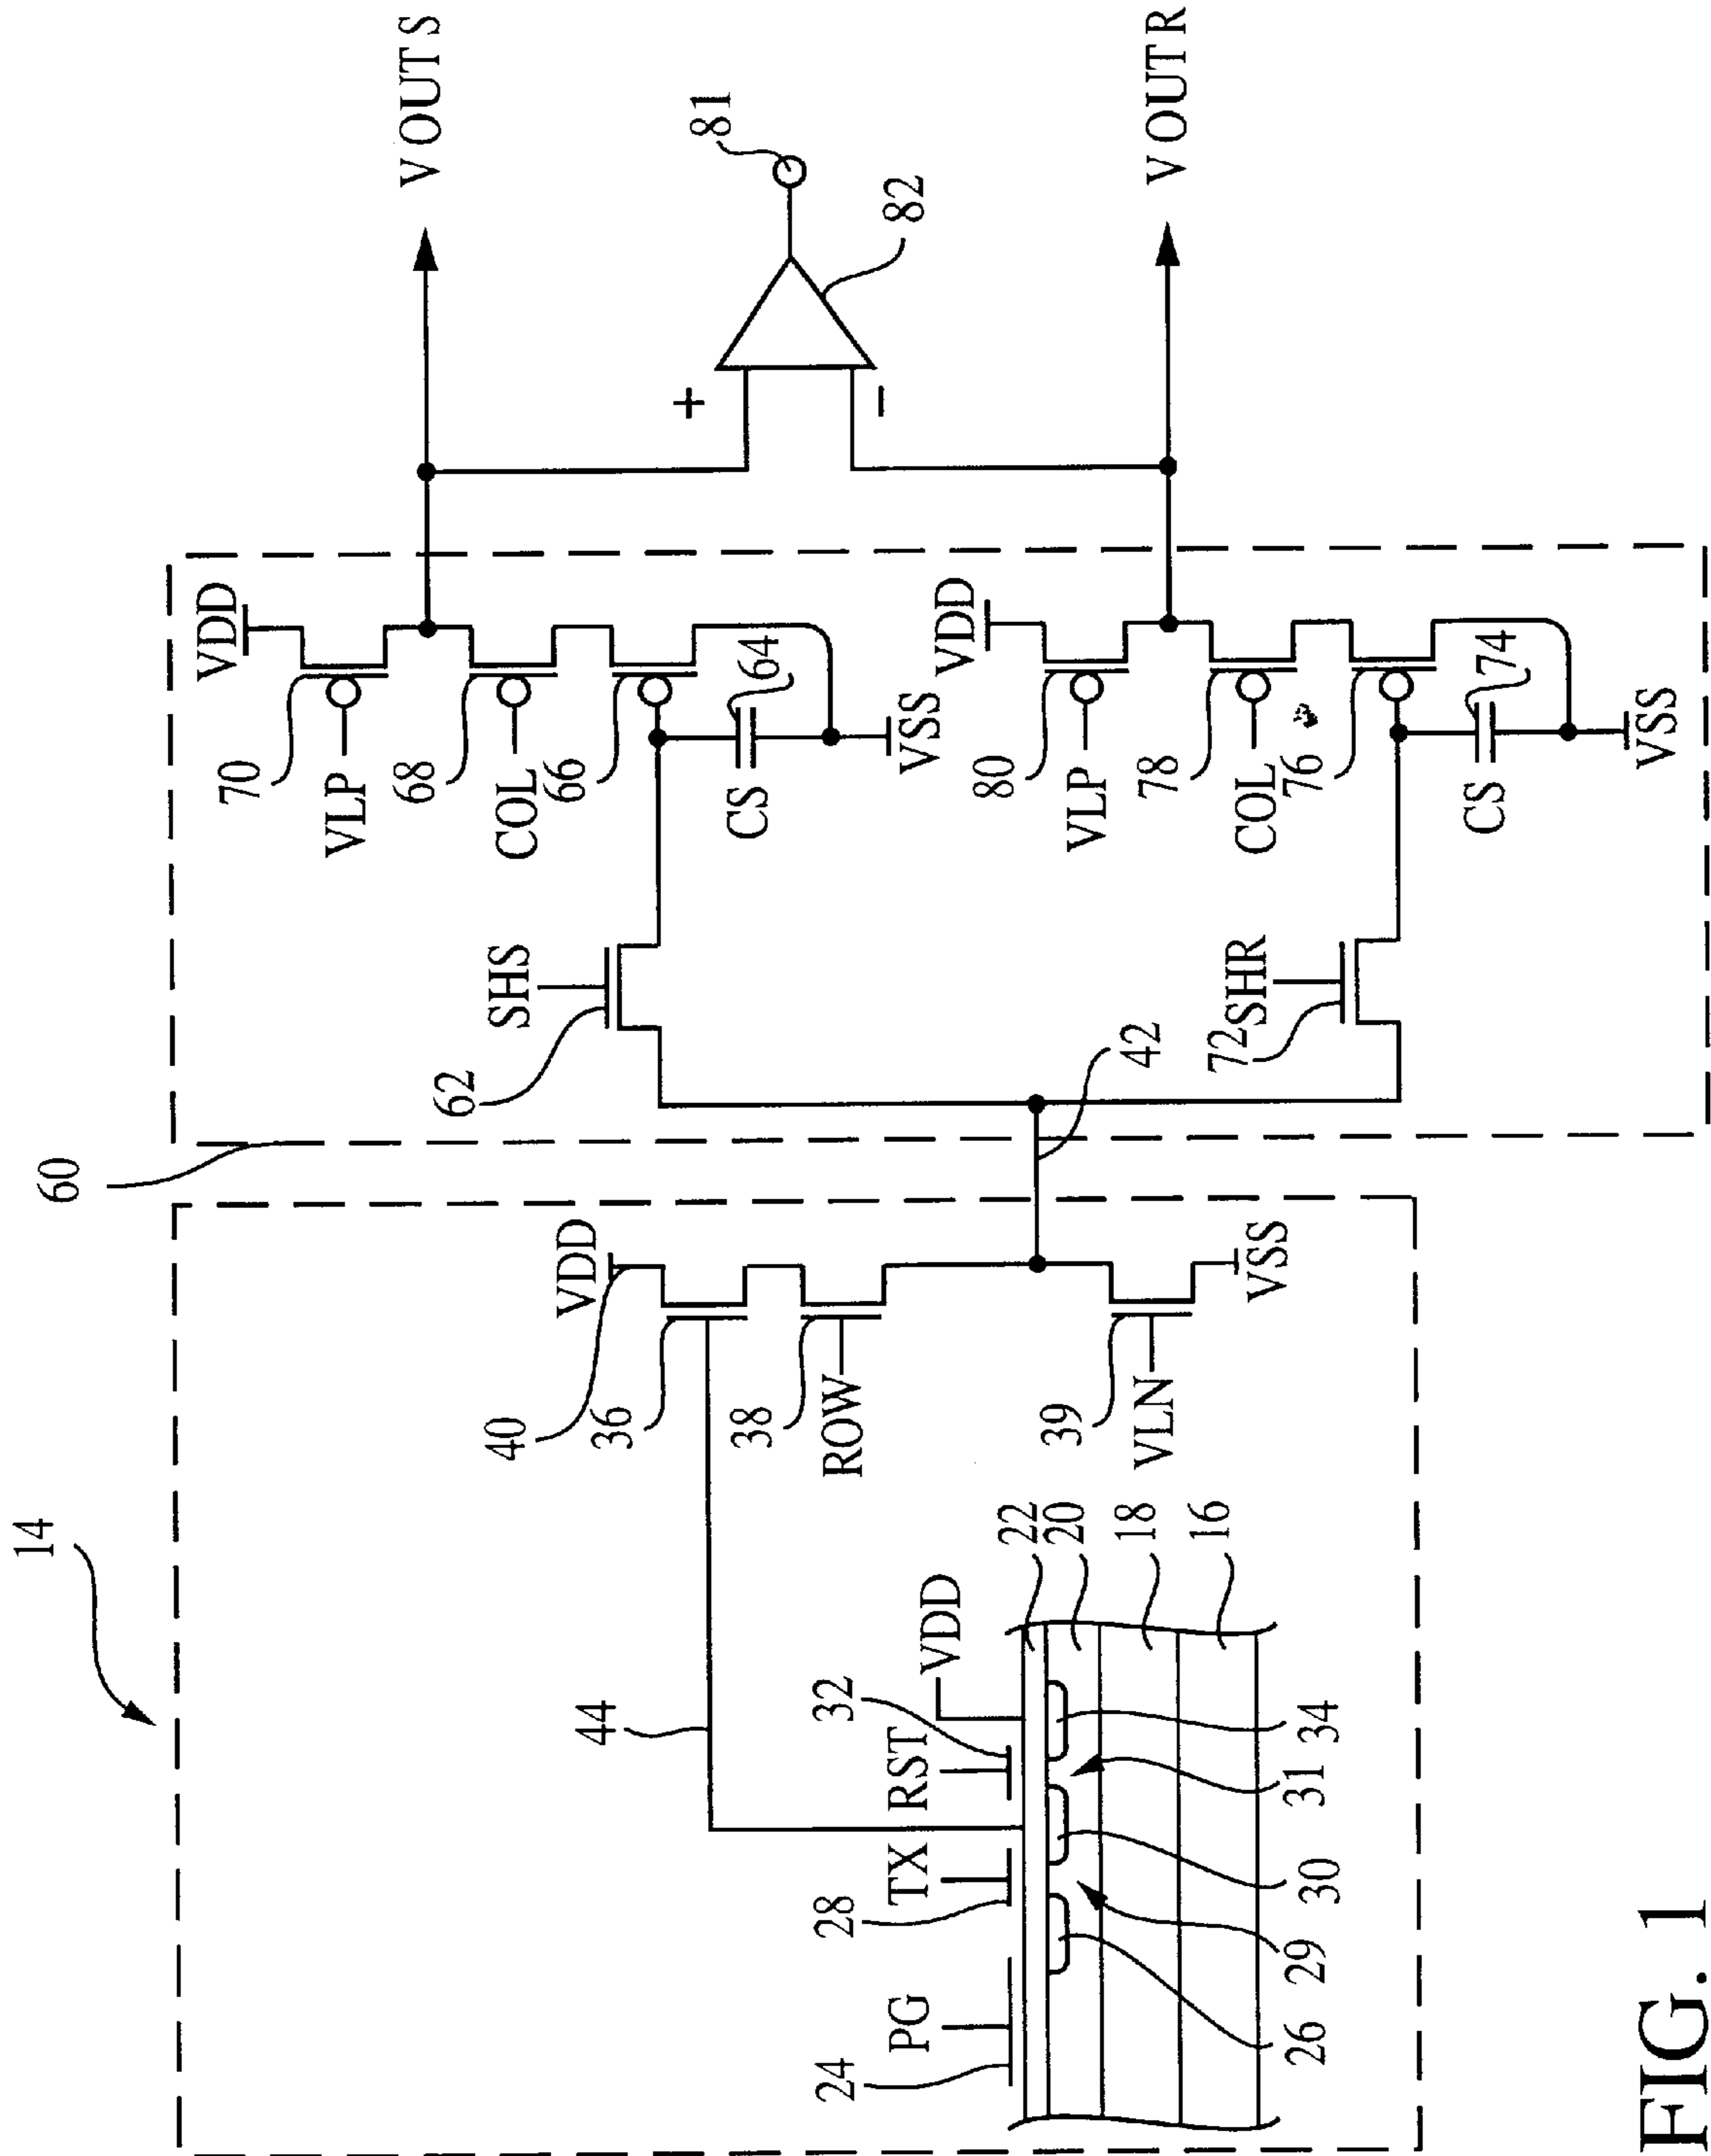 14
60
VDD
40
36
38
ROW
39
VLN
VSS
44
PG
TX
RST
VDD
24
28
32
22
20
18
16
26
29
30
31
34
42
SHS
62
72
SHR
VDD
70
VLP
68
COL
66
64
CS
VSS
VDD
80
VLP
78
COL
76
74
CS
VSS
V OUT S
+
81
82
−
V OUT R
FIG. 1